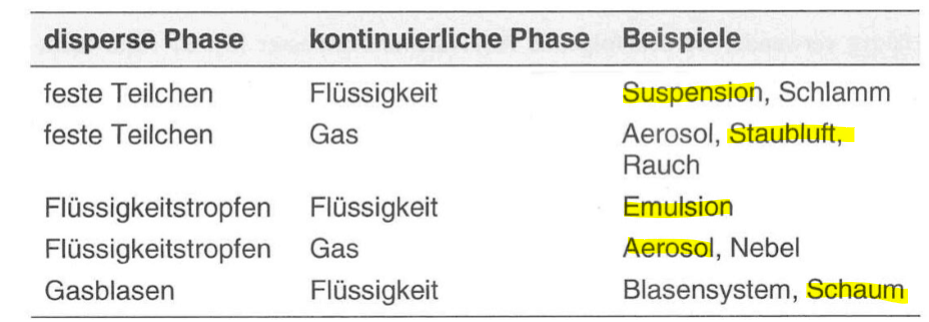 disperse Phase kontinuierliche Phase Beispiele
feste Teilchen Flüssigkeit Suspension, Schlamm
feste Teilchen Gas Aerosol, Staubluft,
Rauch
Flüssigkeitstropfen Flüssigkeit Emulsion
Flüssigkeitstropfen Gas Aerosol, Nebel
Gasblasen Flüssigkeit Blasensystem, Schaum